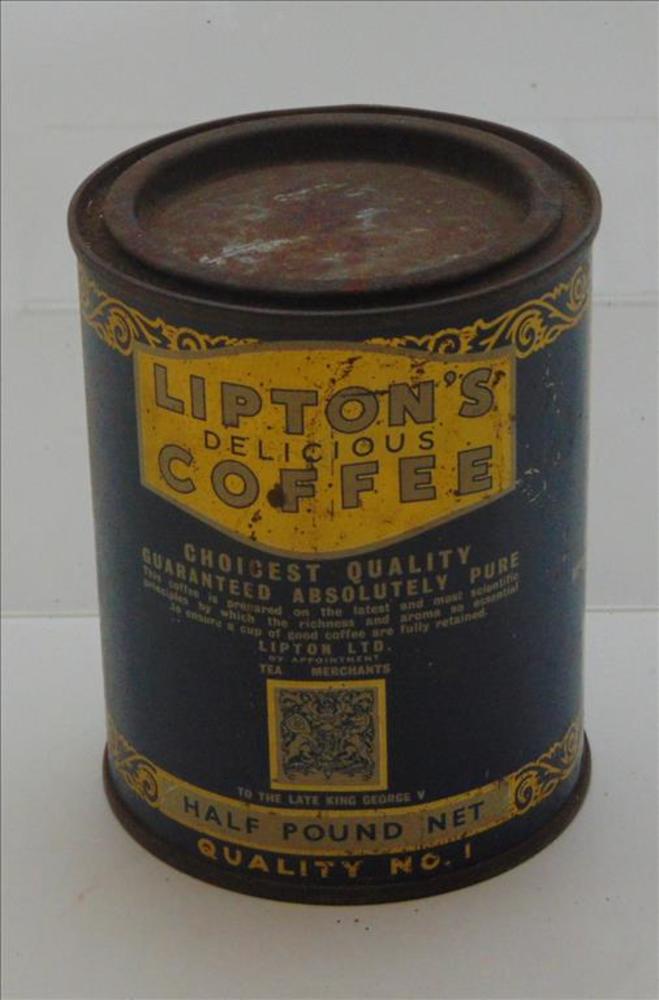 LIPTON'S
DELICIOUS
COFFEE
CHOICEST QUALITY
GUARANTEED ABSOLUTELY PURE
This coffee is prepared on the latest and most scientific
principles by which the richness and aroma so essential
to ensure a cup of good coffee are fully retained.
LIPTON LTD.
BY APPOINTMENT
TEA MERCHANTS
TO THE LATE KING GEORGE V
HALF POUND NET
QUALITY NO. 1